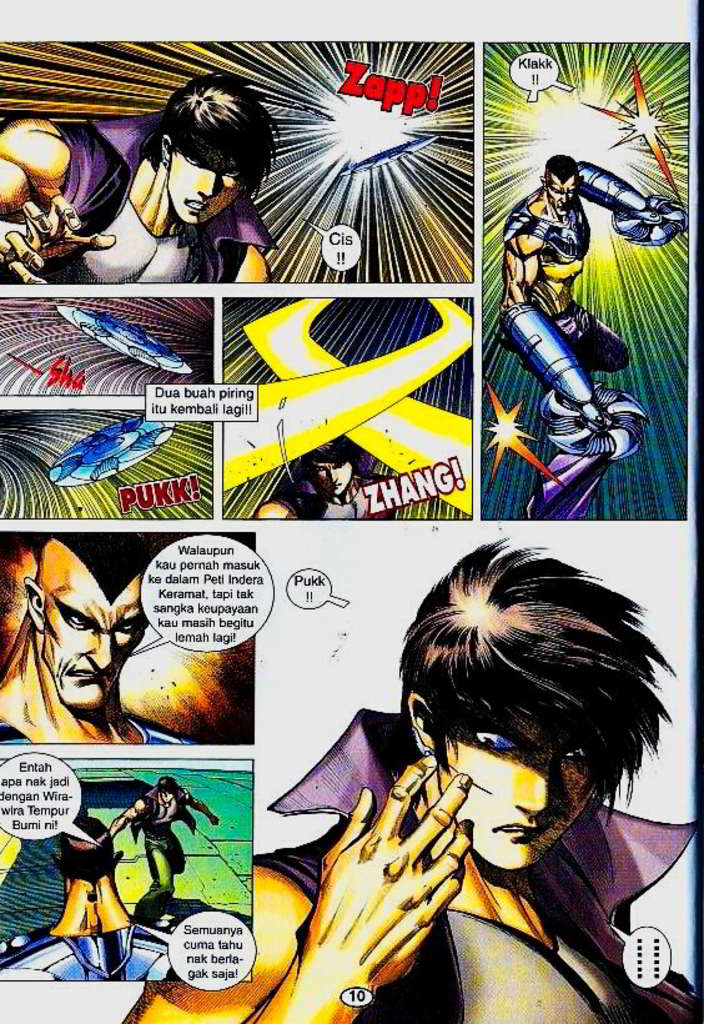 Zapp!
Cis
!!
Klakk
!!
Sha
Dua buah piring
itu kembali lagi!!
PUKK!
ZHANG!
Walaupun
kau pernah masuk
ke dalam Peti Indera
Keramat, tapi tak
sangka keupayaan
kau masih begitu
lemah lagi!
Pukk
!!
Entah
apa nak jadi
dengan Wira-
wira Tempur
Bumi ni!
Semuanya
cuma tahu
nak berla-
gak saja!
!!!!
10